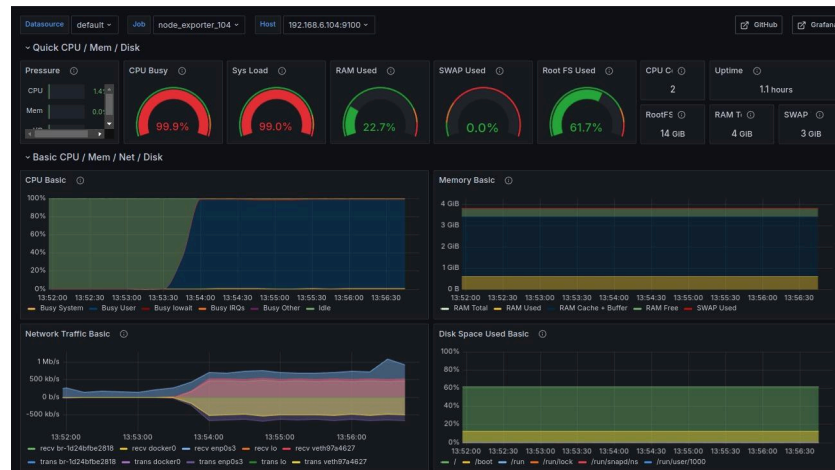 Datasource default Job node_exporter_104 Host 192.168.6.104:9100 GitHub Grafana
Quick CPU / Mem / Disk
Pressure CPU Busy Sys Load RAM Used SWAP Used Root FS Used CPU C Uptime
CPU 1.4
Mem 0.0
99.9% 99.0% 22.7% 0.0% 61.7%
2 1.1 hours
RootFS RAM T SWAP
14 GiB 4 GiB 3 GiB
Basic CPU / Mem / Net / Disk
CPU Basic
100%
80%
60%
40%
20%
0%
13:52:00 13:52:30 13:53:00 13:53:30 13:54:00 13:54:30 13:55:00 13:55:30 13:56:00 13:56:30
Busy System Busy User Busy Iowait Busy IRQs Busy Other Idle
Memory Basic
4 GiB
3 GiB
2 GiB
1 GiB
0 B
13:52:00 13:52:30 13:53:00 13:53:30 13:54:00 13:54:30 13:55:00 13:55:30 13:56:00 13:56:30
RAM Total RAM Used RAM Cache + Buffer RAM Free SWAP Used
Network Traffic Basic
1 Mb/s
500 kb/s
0 b/s
-500 kb/s
13:52:00 13:53:00 13:54:00 13:55:00 13:56:00
recv br-1d24bfbe2818 recv docker0 recv enp0s3 recv lo recv veth97a4627
trans br-1d24bfbe2818 trans docker0 trans enp0s3 trans lo trans veth97a4627
Disk Space Used Basic
100%
80%
60%
40%
20%
0%
13:52:00 13:52:30 13:53:00 13:53:30 13:54:00 13:54:30 13:55:00 13:55:30 13:56:00 13:56:30
/ /boot /run /run/lock /run/snapd/ns /run/user/1000